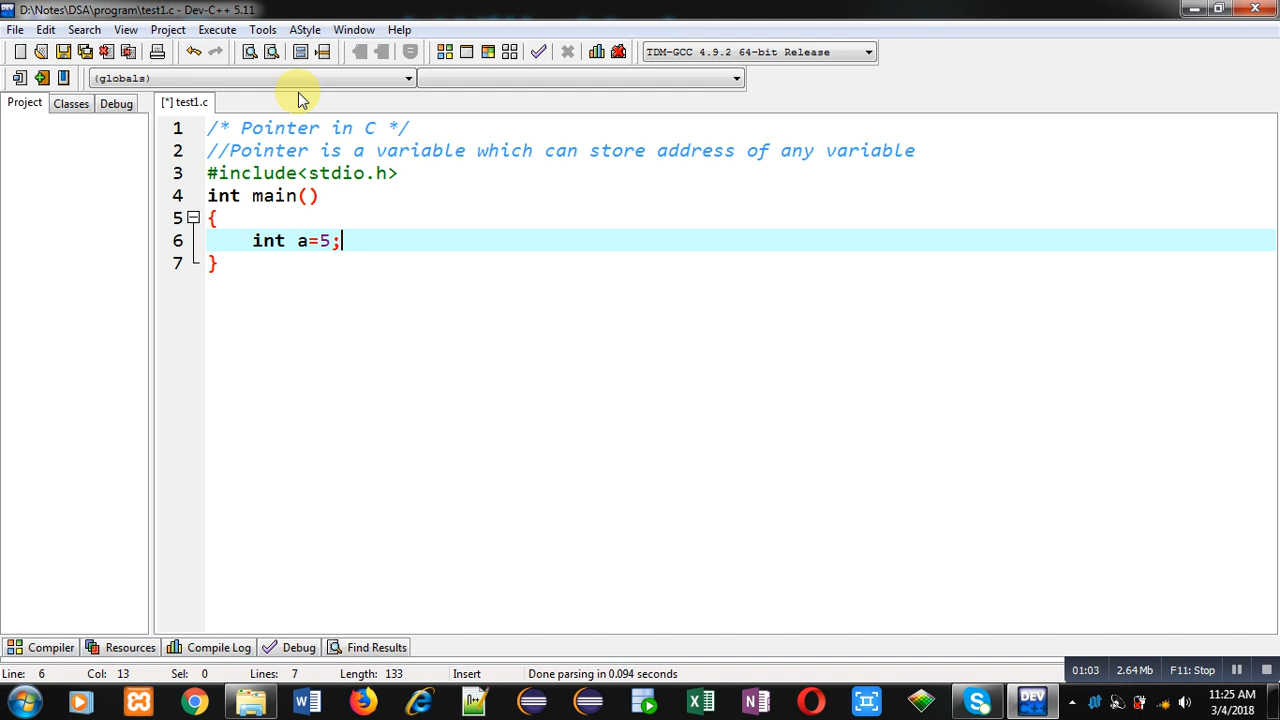 D:\Notes\DSA\program\test1.c - Dev-C++ 5.11
File Edit Search View Project Execute Tools AStyle Window Help
TDM-GCC 4.9.2 64-bit Release
(globals)
Project Classes Debug [*] test1.c
1 /* Pointer in C */
2 //Pointer is a variable which can store address of any variable
3 #include<stdio.h>
4 int main()
5 {
6 int a=5;
7 }
Compiler Resources Compile Log Debug Find Results
Line: 6 Col: 13 Sel: 0 Lines: 7 Length: 133 Insert Done parsing in 0.094 seconds 01:03 2.64 Mb F11: Stop
11:25 AM
3/4/2018